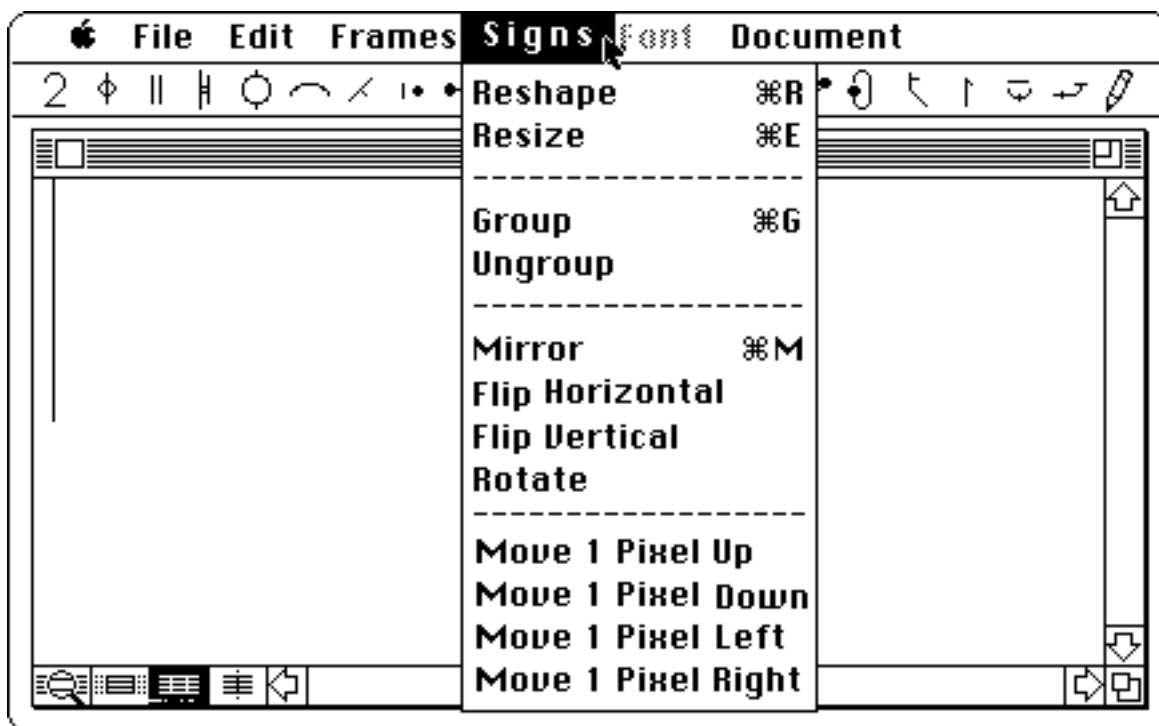 File Edit Frames Signs Font Document
2
Reshape ⌘R
Resize ⌘E
Group ⌘G
Ungroup
Mirror ⌘M
Flip Horizontal
Flip Vertical
Rotate
Move 1 Pixel Up
Move 1 Pixel Down
Move 1 Pixel Left
Move 1 Pixel Right